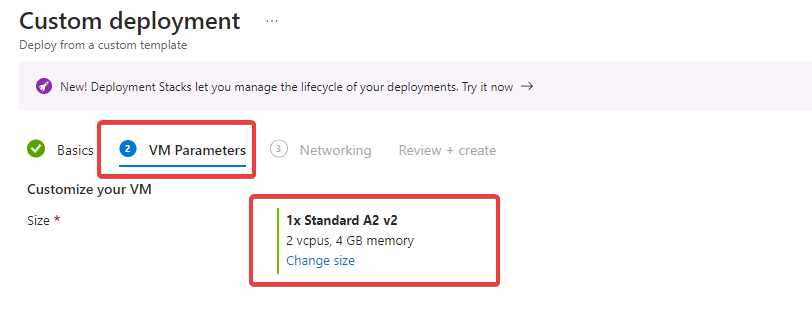 Custom deployment ...
Deploy from a custom template
New! Deployment Stacks let you manage the lifecycle of your deployments. Try it now →
Basics 2 VM Parameters 3 Networking Review + create
Customize your VM
Size * 1x Standard A2 v2
2 vcpus, 4 GB memory
Change size